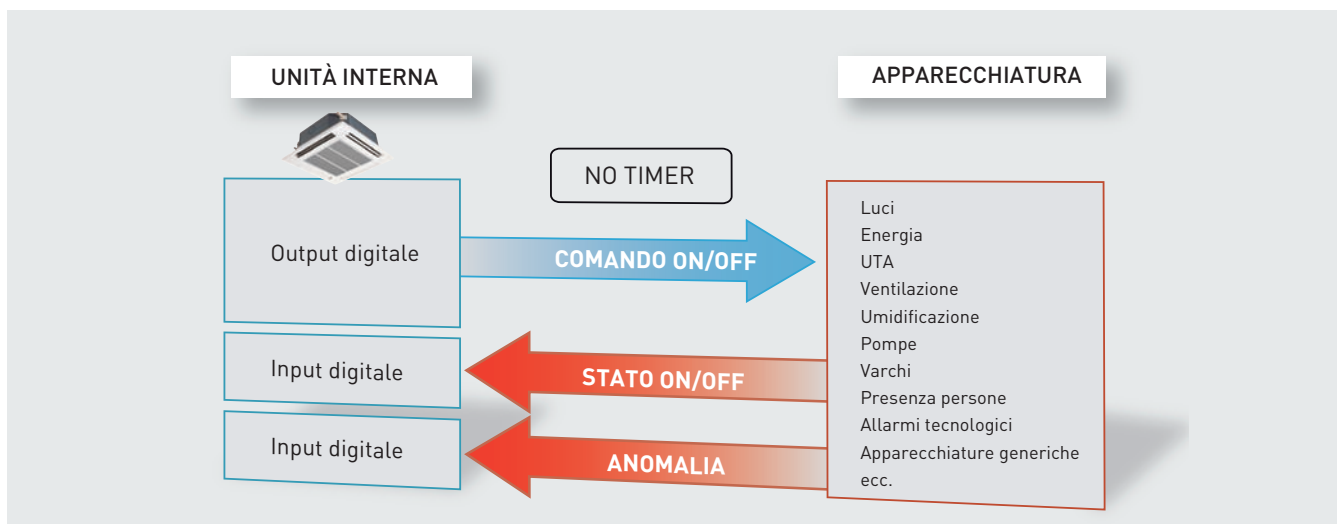 UNITÀ INTERNA
APPARECCHIATURA
NO TIMER
Output digitale
COMANDO ON/OFF
Input digitale
STATO ON/OFF
Input digitale
ANOMALIA
Luci
Energia
UTA
Ventilazione
Umidificazione
Pompe
Varchi
Presenza persone
Allarmi tecnologici
Apparecchiature generiche
ecc.